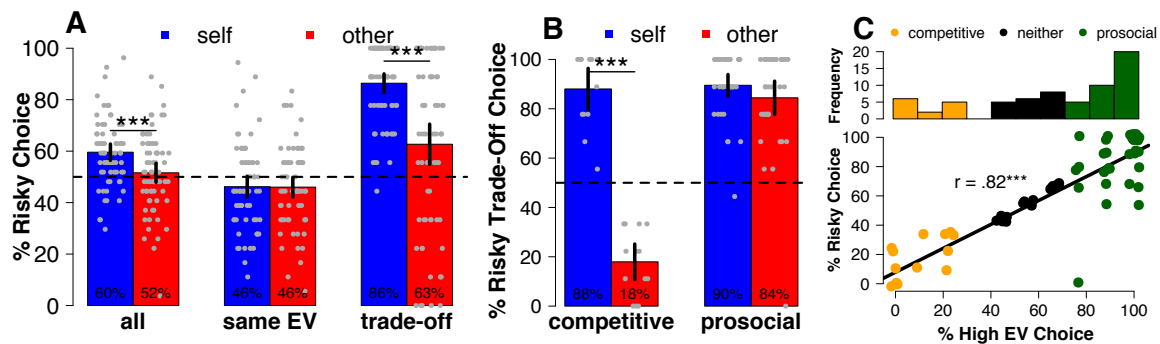 A
self
other
% Risky Choice
100
80
60
40
20
0
***
***
60%
52%
46%
46%
86%
63%
all
same EV
trade-off
B
self
other
% Risky Trade-Off Choice
100
80
60
40
20
0
***
88%
18%
90%
84%
competitive
prosocial
C
competitive
neither
prosocial
Frequency
20
15
10
5
0
% Risky Choice
100
80
60
40
20
0
r = .82***
0
20
40
60
80
100
% High EV Choice